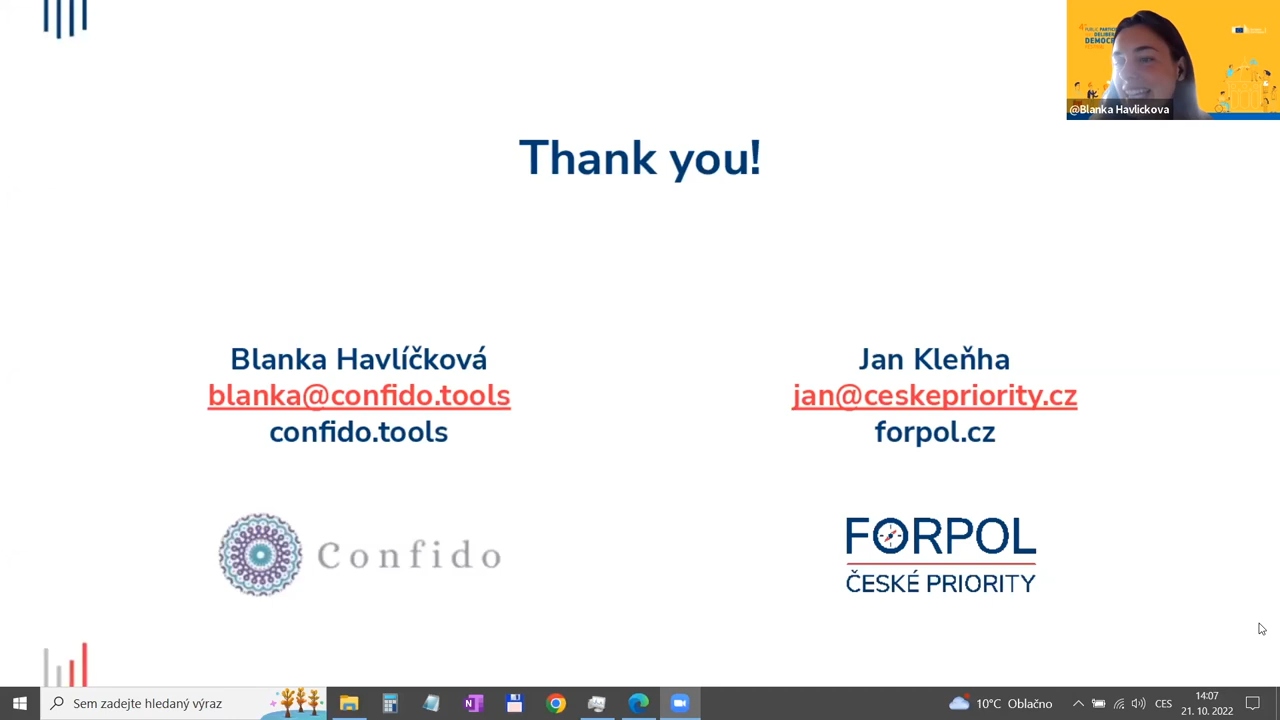 @Blanka Havlickova
Thank you!
Blanka Havlíčková
blanka@confido.tools
confido.tools
Jan Kleňha
jan@ceskepriority.cz
forpol.cz
Confido
FORPOL
ČESKÉ PRIORITY
Sem zadejte hledaný výraz
10°C Oblačno
CES
14:07
21. 10. 2022